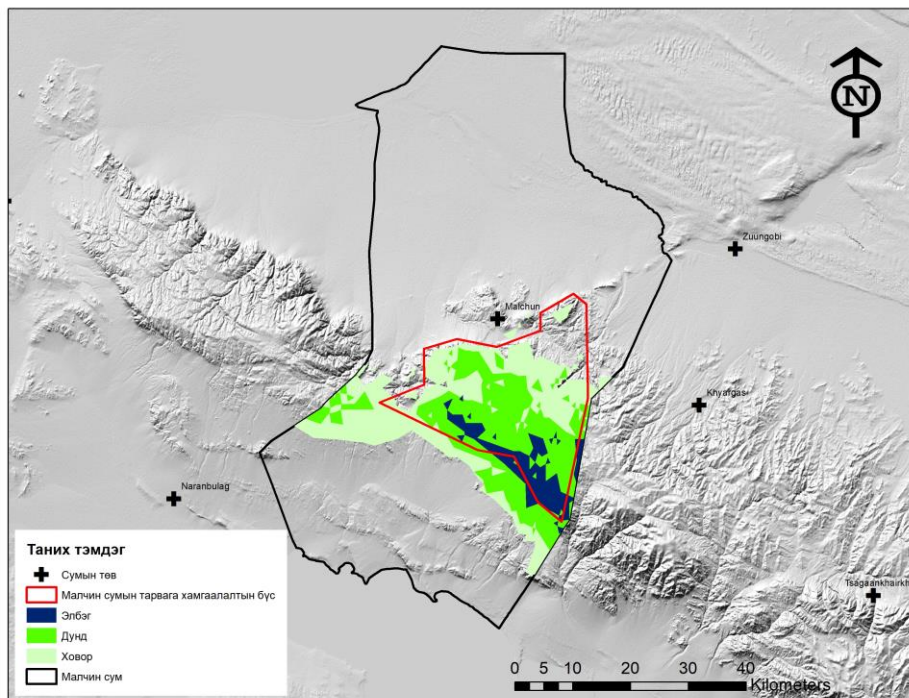 N
Zuungobi
Malchun
Khyafgas
Naranbulag
Tsagaankhairkh
Таних тэмдэг
Сумын төв
Малчин сумын тарвага хамгаалалтын бүс
Элбэг
Дунд
Ховор
Малчин сум
0 5 10 20 30 40
Kilometers